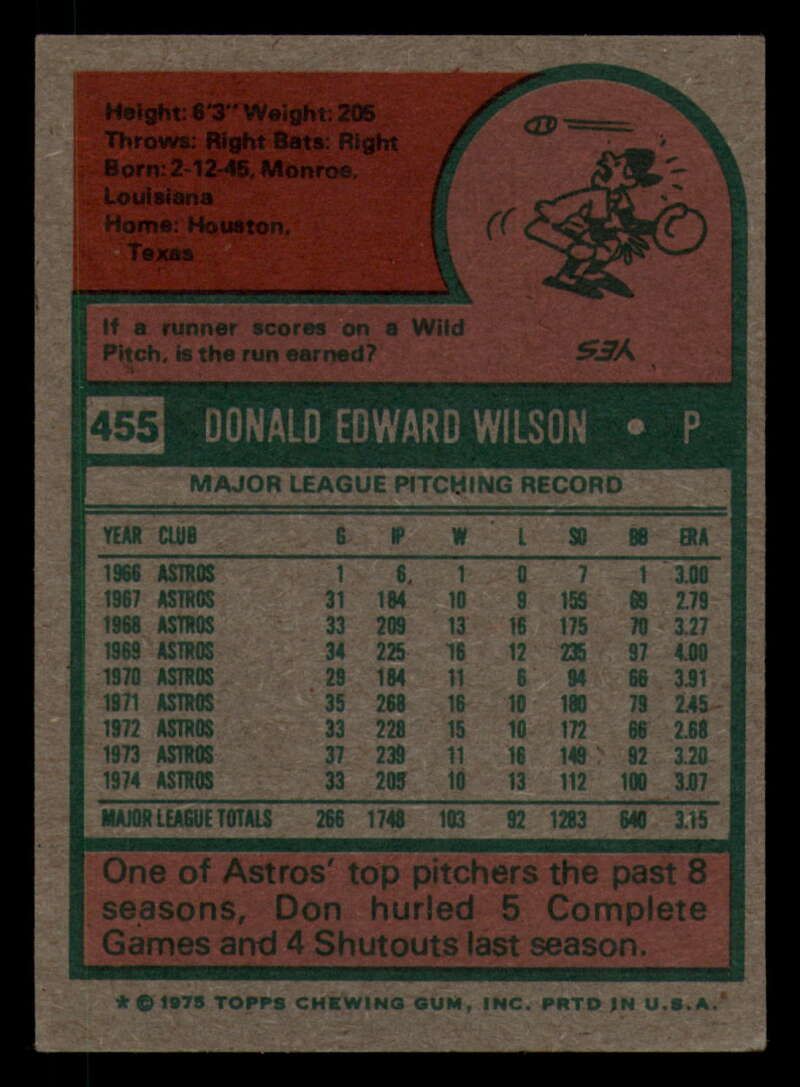 Height: 6'3" Weight: 205
Throws: Right Bats: Right
Born: 2-12-45, Monroe,
Louisiana
Home: Houston,
Texas
If a runner scores on a Wild
Pitch, is the run earned?
YES
455 DONALD EDWARD WILSON • P
MAJOR LEAGUE PITCHING RECORD
YEAR CLUB G IP W L SO BB ERA
1966 ASTROS 1 6 1 0 7 1 3.00
1967 ASTROS 31 184 10 9 159 69 2.79
1968 ASTROS 33 209 13 16 175 70 3.27
1969 ASTROS 34 225 16 12 235 97 4.00
1970 ASTROS 29 184 11 6 94 66 3.91
1971 ASTROS 35 268 16 10 180 79 2.45
1972 ASTROS 33 228 15 10 172 66 2.68
1973 ASTROS 37 239 11 16 149 92 3.20
1974 ASTROS 33 205 10 13 112 100 3.07
MAJOR LEAGUE TOTALS 266 1748 103 92 1283 640 3.15
One of Astros' top pitchers the past 8
seasons, Don hurled 5 Complete
Games and 4 Shutouts last season.
* © 1975 TOPPS CHEWING GUM, INC. PRTD IN U.S.A.